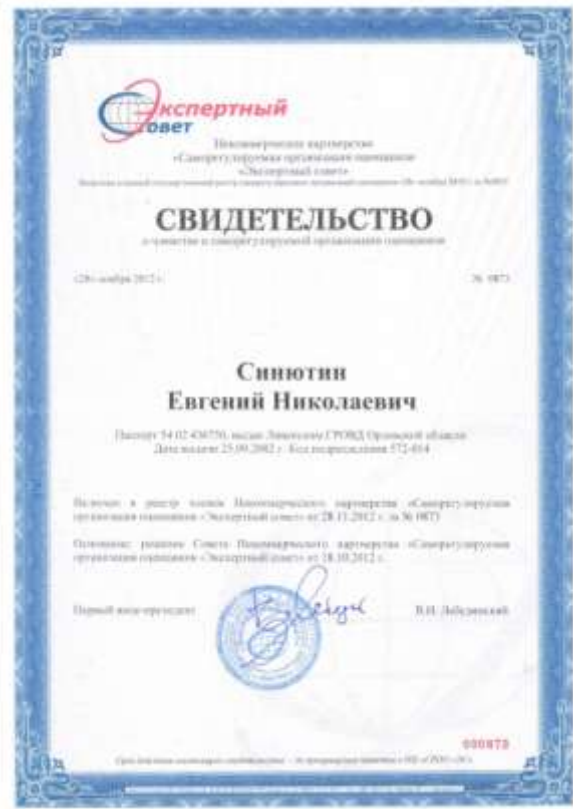 Экспертный
Совет
Некоммерческое партнерство
«Саморегулируемая организация оценщиков
«Экспертный совет»
СВИДЕТЕЛЬСТВО
о членстве в саморегулируемой организации оценщиков
«28» ноября 2012 г. № 0873
Синютин
Евгений Николаевич
Паспорт 54 02 выдан Ливенским ГРОВД Орловской области
Дата выдачи 25.09.2002 г. Код подразделения 572-014
Включен в реестр членов Некоммерческого партнерства «Саморегулируемая
организация оценщиков «Экспертный совет» от 28.11.2012 г. за № 0873
Основание: решение Совета Некоммерческого партнерства «Саморегулируемая
организация оценщиков «Экспертный совет» от 18.10.2012 г.
Первый вице-президент В.И. Лебединский
000873